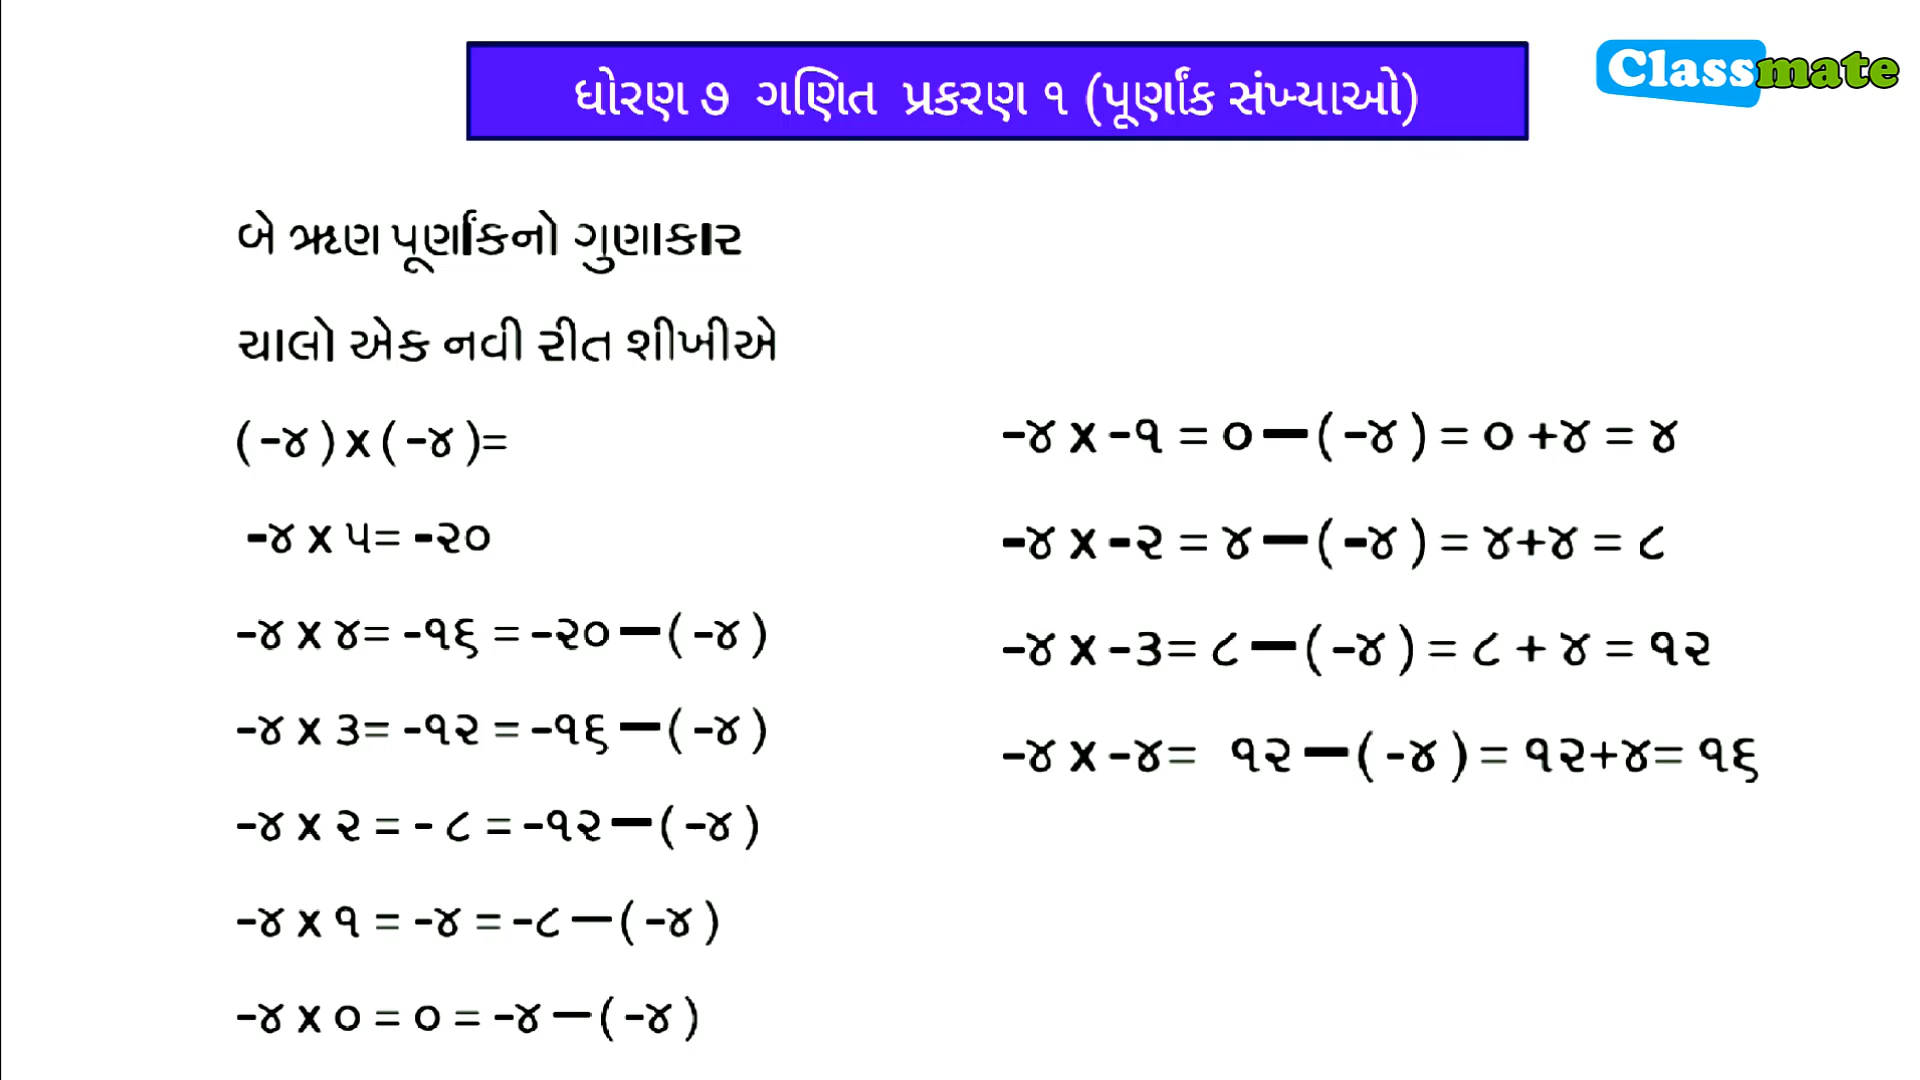 ધોરણ ૭ ગણિત પ્રકરણ ૧ (પૂર્ણાંક સંખ્યાઓ)
Classmate
બે ઋણ પૂર્ણાંકનો ગુણાકાર
ચાલો એક નવી રીત શીખીએ
(-૪) x (-૪)=
-૪ x ૫= -૨૦
-૪ x ૪= -૧૬ = -૨૦ — (-૪)
-૪ x ૩= -૧૨ = -૧૬ — (-૪)
-૪ x ૨ = - ૮ = -૧૨ — (-૪)
-૪ x ૧ = -૪ = -૮ — (-૪)
-૪ x ૦ = ૦ = -૪ — (-૪)
-૪ x -૧ = ૦ — (-૪) = ૦ +૪ = ૪
-૪ x -૨ = ૪ — (-૪) = ૪+૪ = ૮
-૪ x -૩= ૮ — (-૪) = ૮ + ૪ = ૧૨
-૪ x -૪= ૧૨ — (-૪) = ૧૨+૪= ૧૬